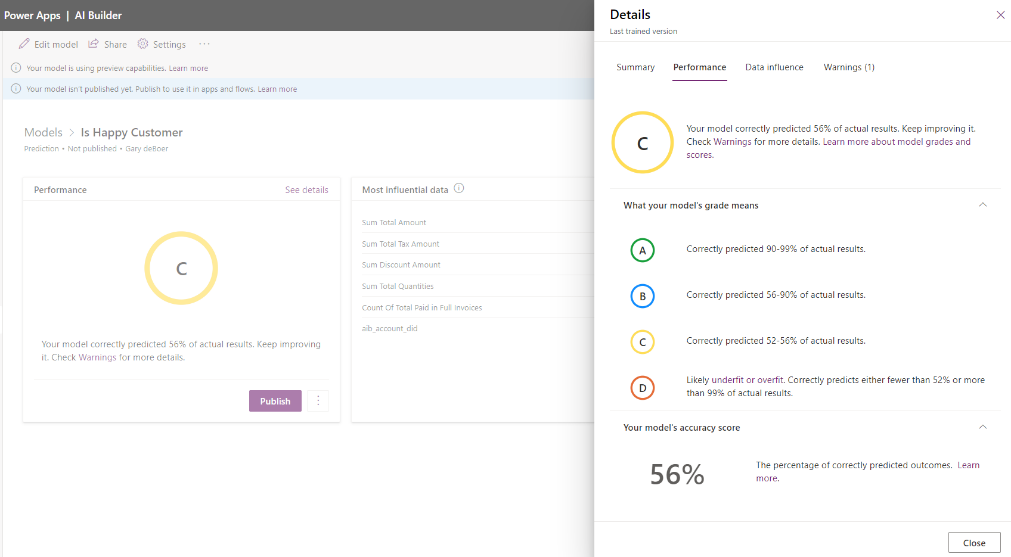 Power Apps | AI Builder
Edit model Share Settings ...
Your model is using preview capabilities. Learn more
Your model isn't published yet. Publish to use it in apps and flows. Learn more
Models > Is Happy Customer
Prediction • Not published • Gary deBoer
Performance See details
C
Your model correctly predicted 56% of actual results. Keep improving
it. Check Warnings for more details.
Publish
Most influential data
Sum Total Amount
Sum Total Tax Amount
Sum Discount Amount
Sum Total Quantities
Count Of Total Paid in Full Invoices
aib_account_did
Details
Last trained version
Summary Performance Data influence Warnings (1)
C
Your model correctly predicted 56% of actual results. Keep improving it.
Check Warnings for more details. Learn more about model grades and
scores.
What your model's grade means
A Correctly predicted 90-99% of actual results.
B Correctly predicted 56-90% of actual results.
C Correctly predicted 52-56% of actual results.
D Likely underfit or overfit. Correctly predicts either fewer than 52% or more
than 99% of actual results.
Your model's accuracy score
56% The percentage of correctly predicted outcomes. Learn
more.
Close